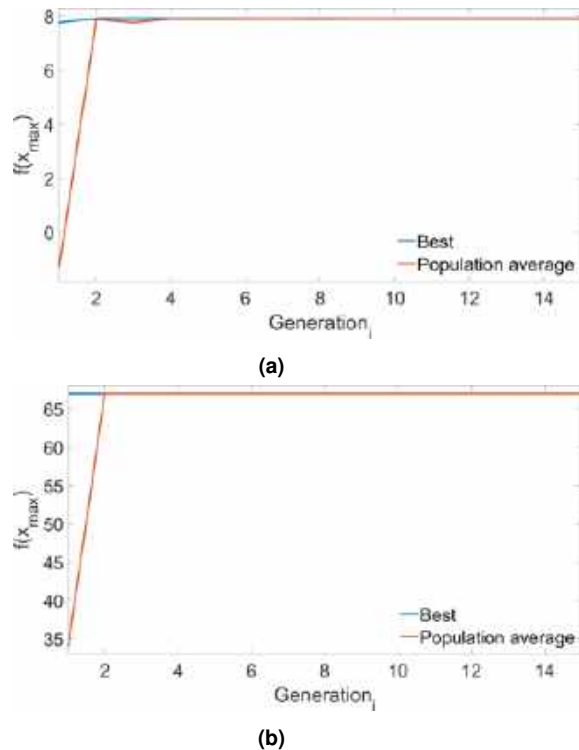 8
6
4
2
0
f(x_max)
Best
Population average
2 4 6 8 10 12 14
Generation_i
(a)
65
60
55
50
45
40
35
f(x_max)
Best
Population average
2 4 6 8 10 12 14
Generation_i
(b)